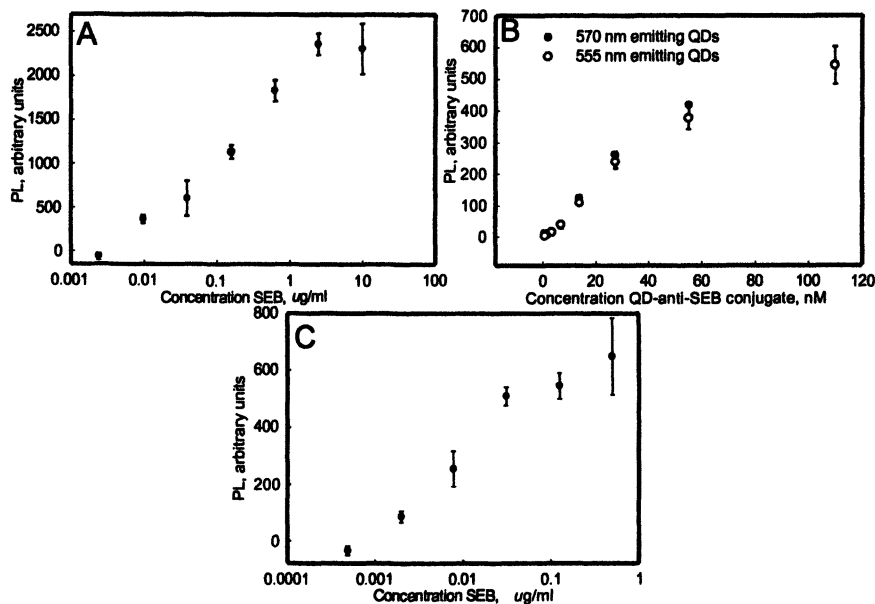 A
PL, arbitrary units
2500
2000
1500
1000
500
0
0.001 0.01 0.1 1 10 100
Concentration SEB, ug/ml
B
570 nm emitting QDs
555 nm emitting QDs
PL, arbitrary units
700
600
500
400
300
200
100
0
0 20 40 60 80 100 120
Concentration QD-anti-SEB conjugate, nM
C
PL, arbitrary units
800
600
400
200
0
0.0001 0.001 0.01 0.1 1
Concentration SEB, ug/ml